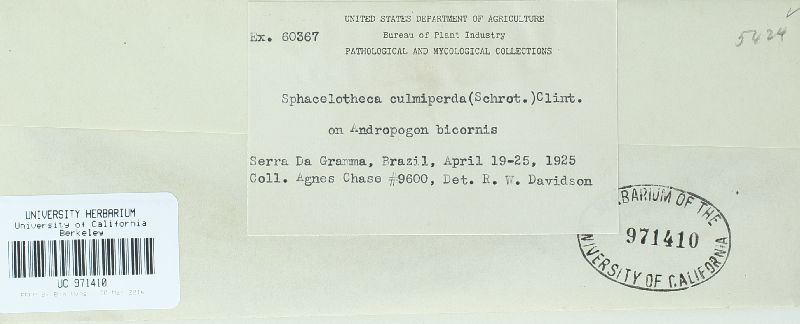 UNITED STATES DEPARTMENT OF AGRICULTURE
Ex. 60367
Bureau of Plant Industry
PATHOLOGICAL AND MYCOLOGICAL COLLECTIONS
5424
Sphacelotheca culmiperda(Schrot.)Clint.
on Andropogon bicornis
Serra Da Gramma, Brazil, April 19-25, 1925
Coll. Agnes Chase #9600, Det. R. W. Davidson
UNIVERSITY HERBARIUM
University of California
Berkeley
UC 971410
RBARIUM OF THE
971410
NIVERSITY OF CALIFORNIA